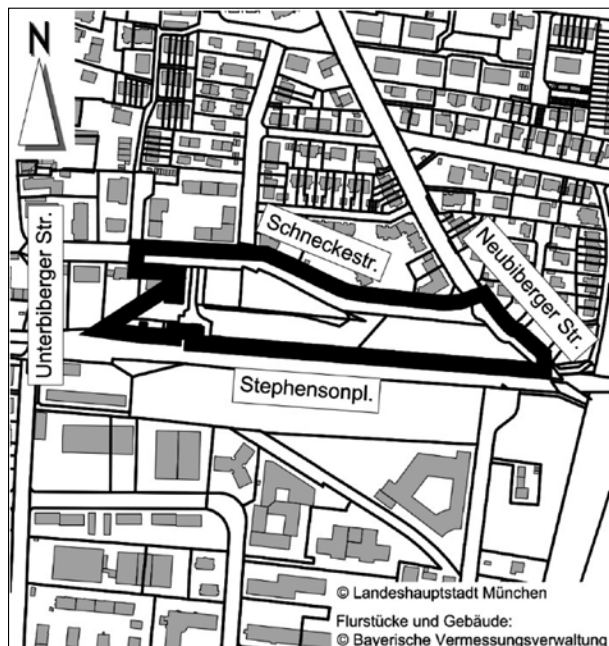 N
Schneckestr.
Neubiberger Str.
Unterbiberger Str.
Stephensonpl.
© Landeshauptstadt München
Flurstücke und Gebäude:
© Bayerische Vermessungsverwaltung